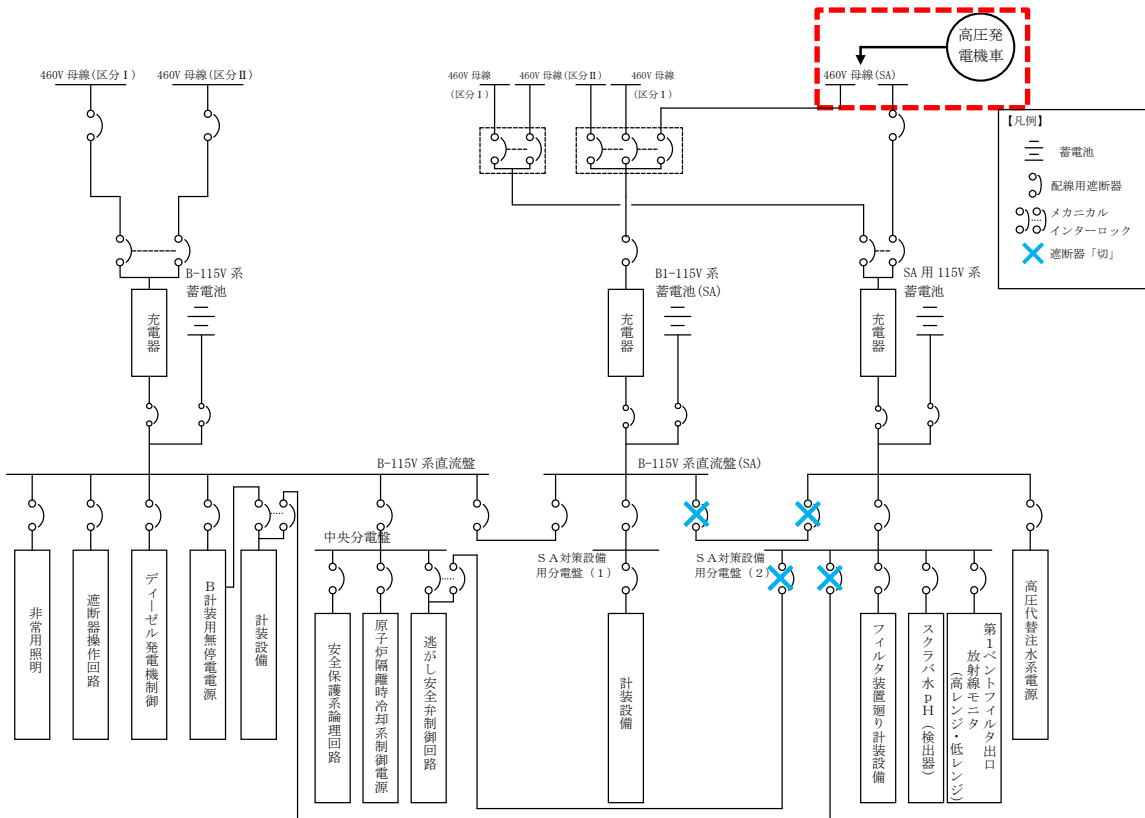 高圧発
電機車
460V 母線(区分Ⅰ)
460V 母線(区分Ⅱ)
460V 母線
(区分Ⅰ)
460V 母線(区分Ⅱ)
460V 母線
(区分Ⅰ)
460V 母線(SA)
【凡例】
蓄電池
配線用遮断器
メカニカル
インターロック
遮断器「切」
B-115V 系
蓄電池
B1-115V 系
蓄電池(SA)
SA 用 115V 系
蓄電池
充電器
充電器
充電器
B-115V 系直流盤
B-115V 系直流盤(SA)
中央分電盤
SA対策設備
用分電盤(1)
SA対策設備
用分電盤(2)
非常用照明
遮断器操作回路
ディーゼル発電機制御
B計装用無停電電源
計装設備
安全保護系論理回路
原子炉隔離時冷却系制御電源
逃がし安全弁制御回路
計装設備
フィルタ装置廻り計装設備
スクラバ水pH(検出器)
第1ベントフィルタ出口
放射線モニタ
(高レンジ・低レンジ)
高圧代替注水系電源